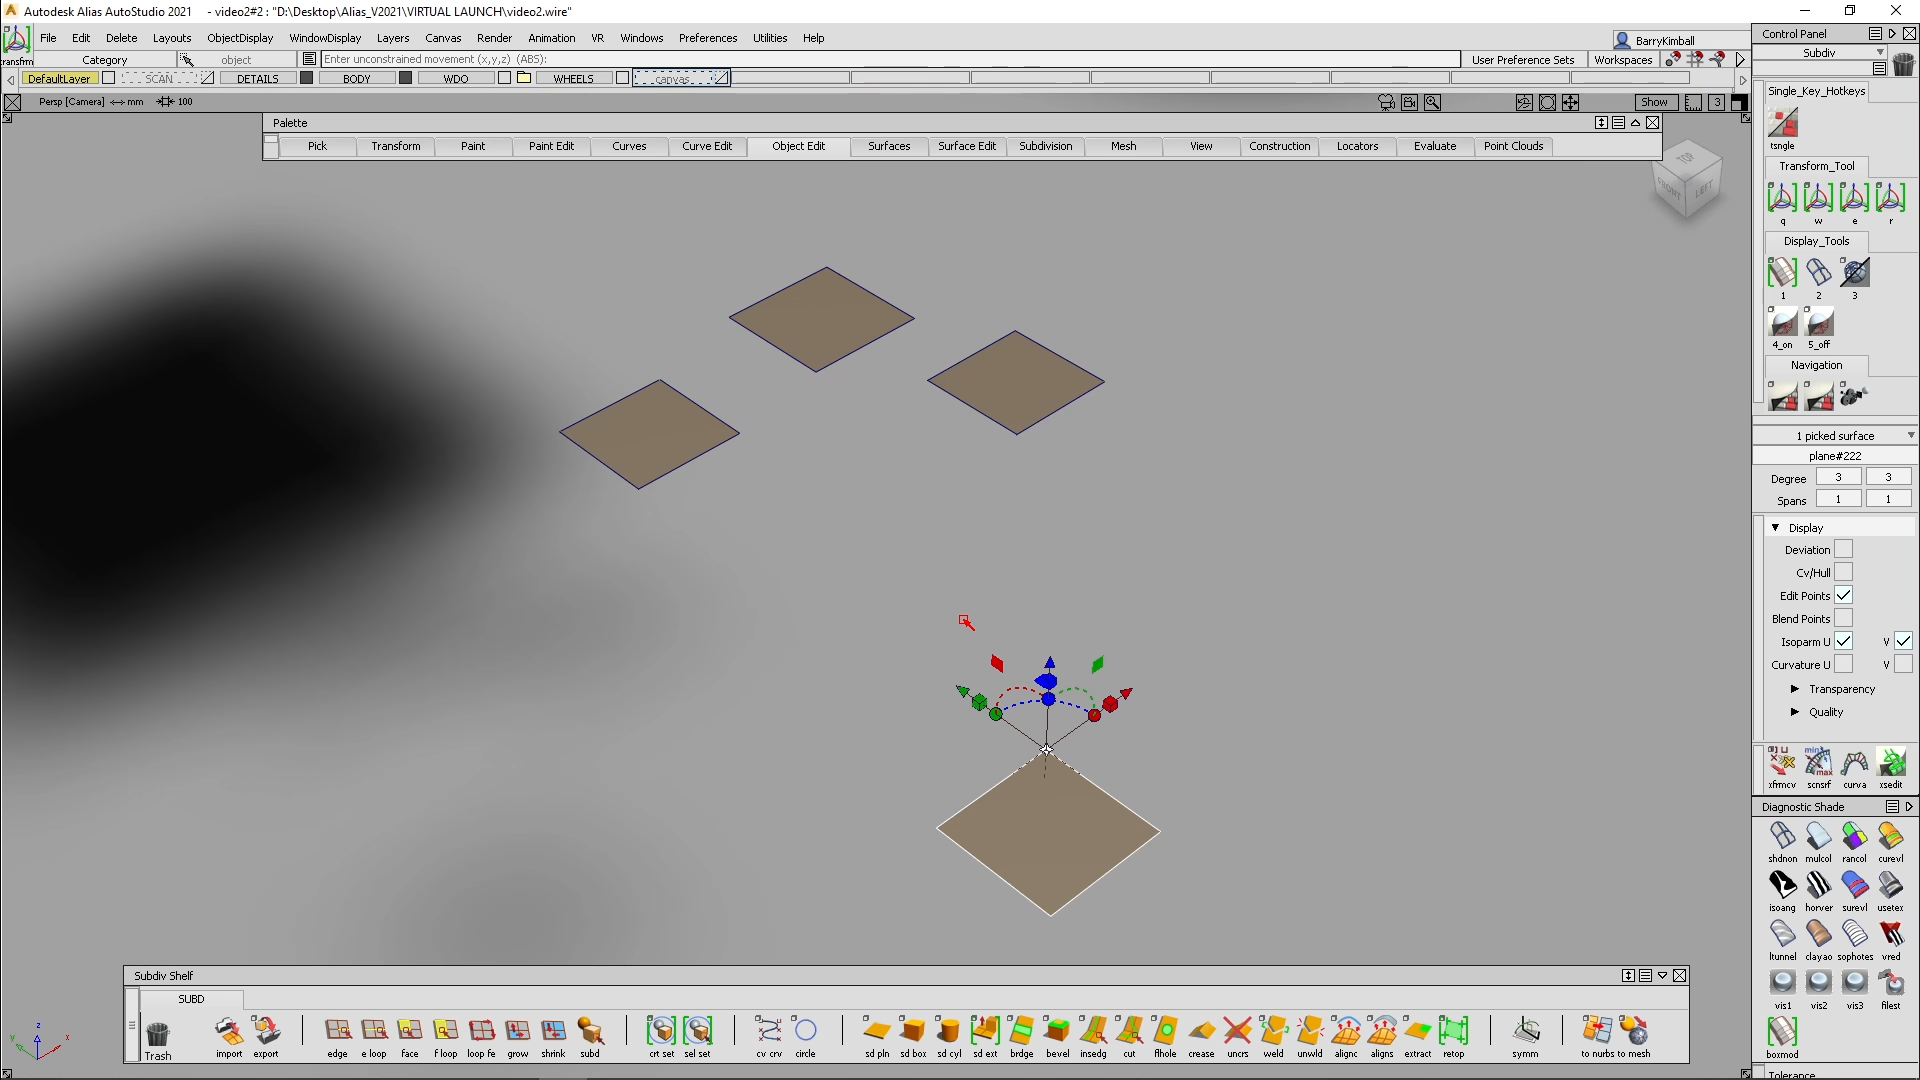 Autodesk Alias AutoStudio 2021 - video2#2 : "D:\Desktop\Alias_V2021\VIRTUAL LAUNCH\video2.wire"
File Edit Delete Layouts ObjectDisplay WindowDisplay Layers Canvas Render Animation VR Windows Preferences Utilities Help
BarryKimball
transfrm
Category object Enter unconstrained movement (x,y,z) (ABS): User Preference Sets Workspaces
DefaultLayer SCAN DETAILS BODY WDO WHEELS canvas
Persp [Camera] mm 100 Show 3
Palette
Pick Transform Paint Paint Edit Curves Curve Edit Object Edit Surfaces Surface Edit Subdivision Mesh View Construction Locators Evaluate Point Clouds
TOP
FRONT LEFT
Control Panel
Subdiv
Single_Key_Hotkeys
tsngle
Transform_Tool
q w e r
Display_Tools
1 2 3
4_on 5_off
Navigation
1 picked surface
plane#222
Degree 3 3
Spans 1 1
Display
Deviation
Cv/Hull
Edit Points
Blend Points
Isoparm U V
Curvature U V
Transparency
Quality
min
max
xfrmcv scnsrf curva xsedit
Diagnostic Shade
shdnon mulcol rancol curevl
isoang horver surevl usetex
ltunnel clayao sophotes vred
vis1 vis2 vis3 filest
boxmod
Tolerance
Subdiv Shelf
SUBD
Trash import export edge e loop face f loop loop fe grow shrink subd crt set sel set cv crv circle sd pln sd box sd cyl sd ext brdge bevel insedg cut flhole crease uncrs weld unwld alignc aligns extract retop symm to nurbs to mesh
z
y x